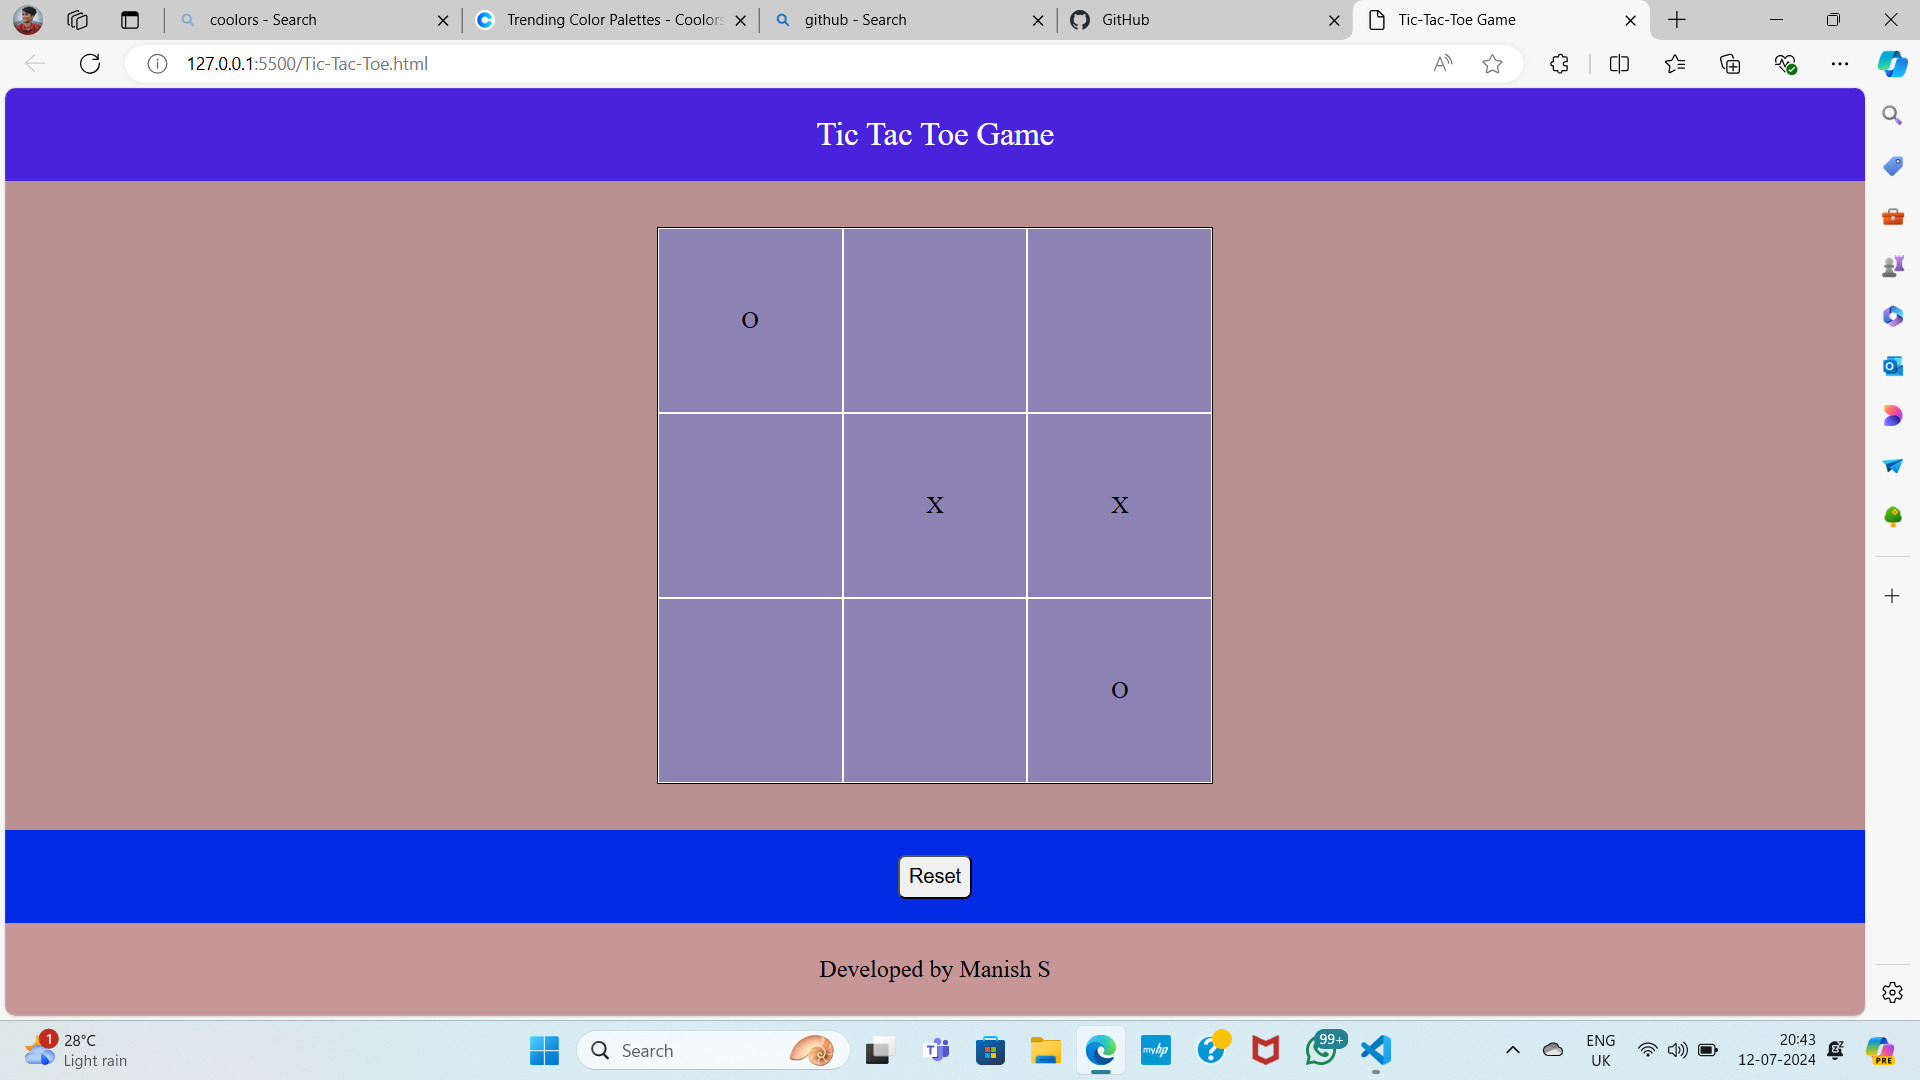 coolors - Search
Trending Color Palettes - Coolors
github - Search
GitHub
Tic-Tac-Toe Game
127.0.0.1:5500/Tic-Tac-Toe.html
Tic Tac Toe Game
O
X X
O
Reset
Developed by Manish S
1
28°C
Light rain
Search
myhp
99+
ENG
UK
20:43
12-07-2024
PRE